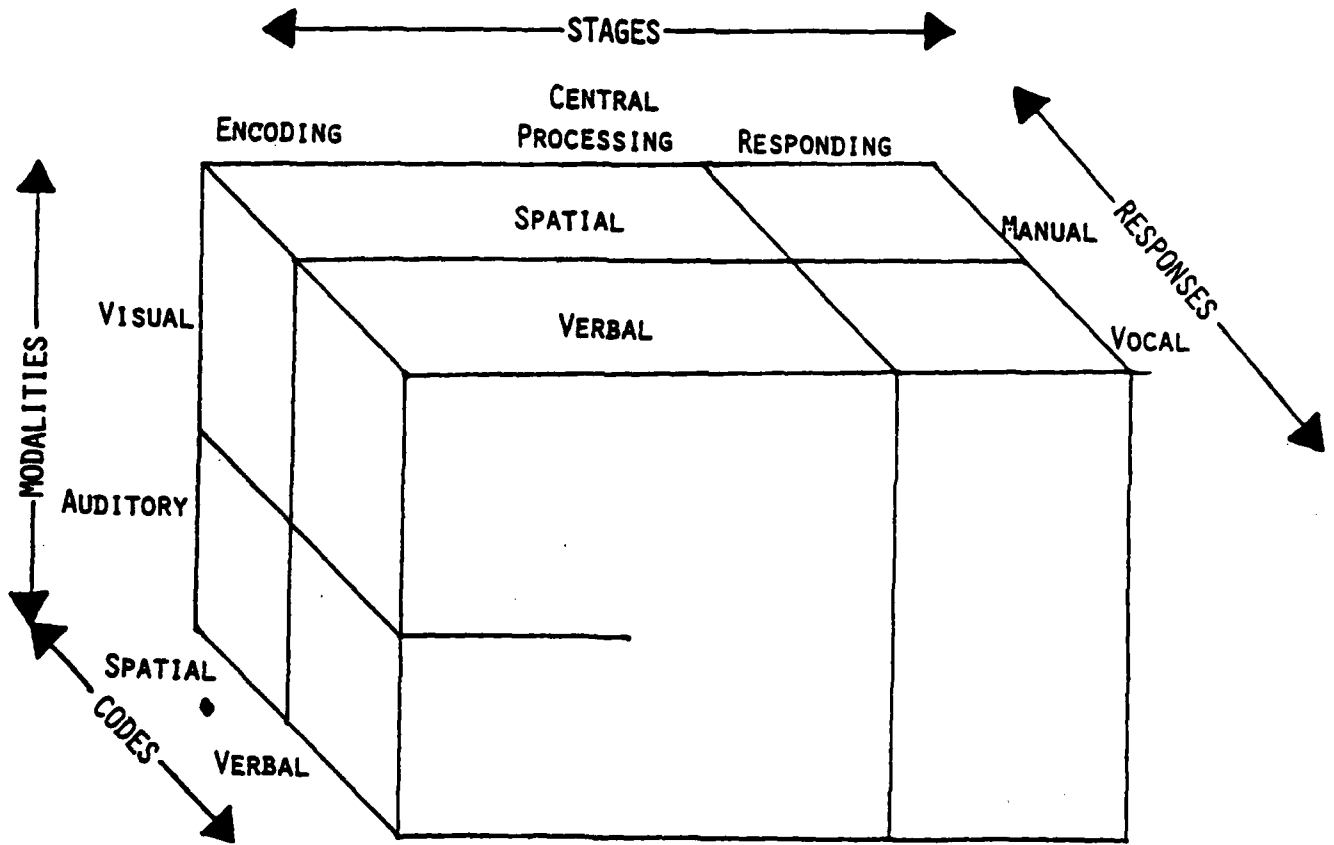 STAGES
ENCODING
CENTRAL
PROCESSING
RESPONDING
SPATIAL
MANUAL
RESPONSES
VISUAL
VERBAL
VOCAL
MODALITIES
AUDITORY
SPATIAL
CODES
VERBAL